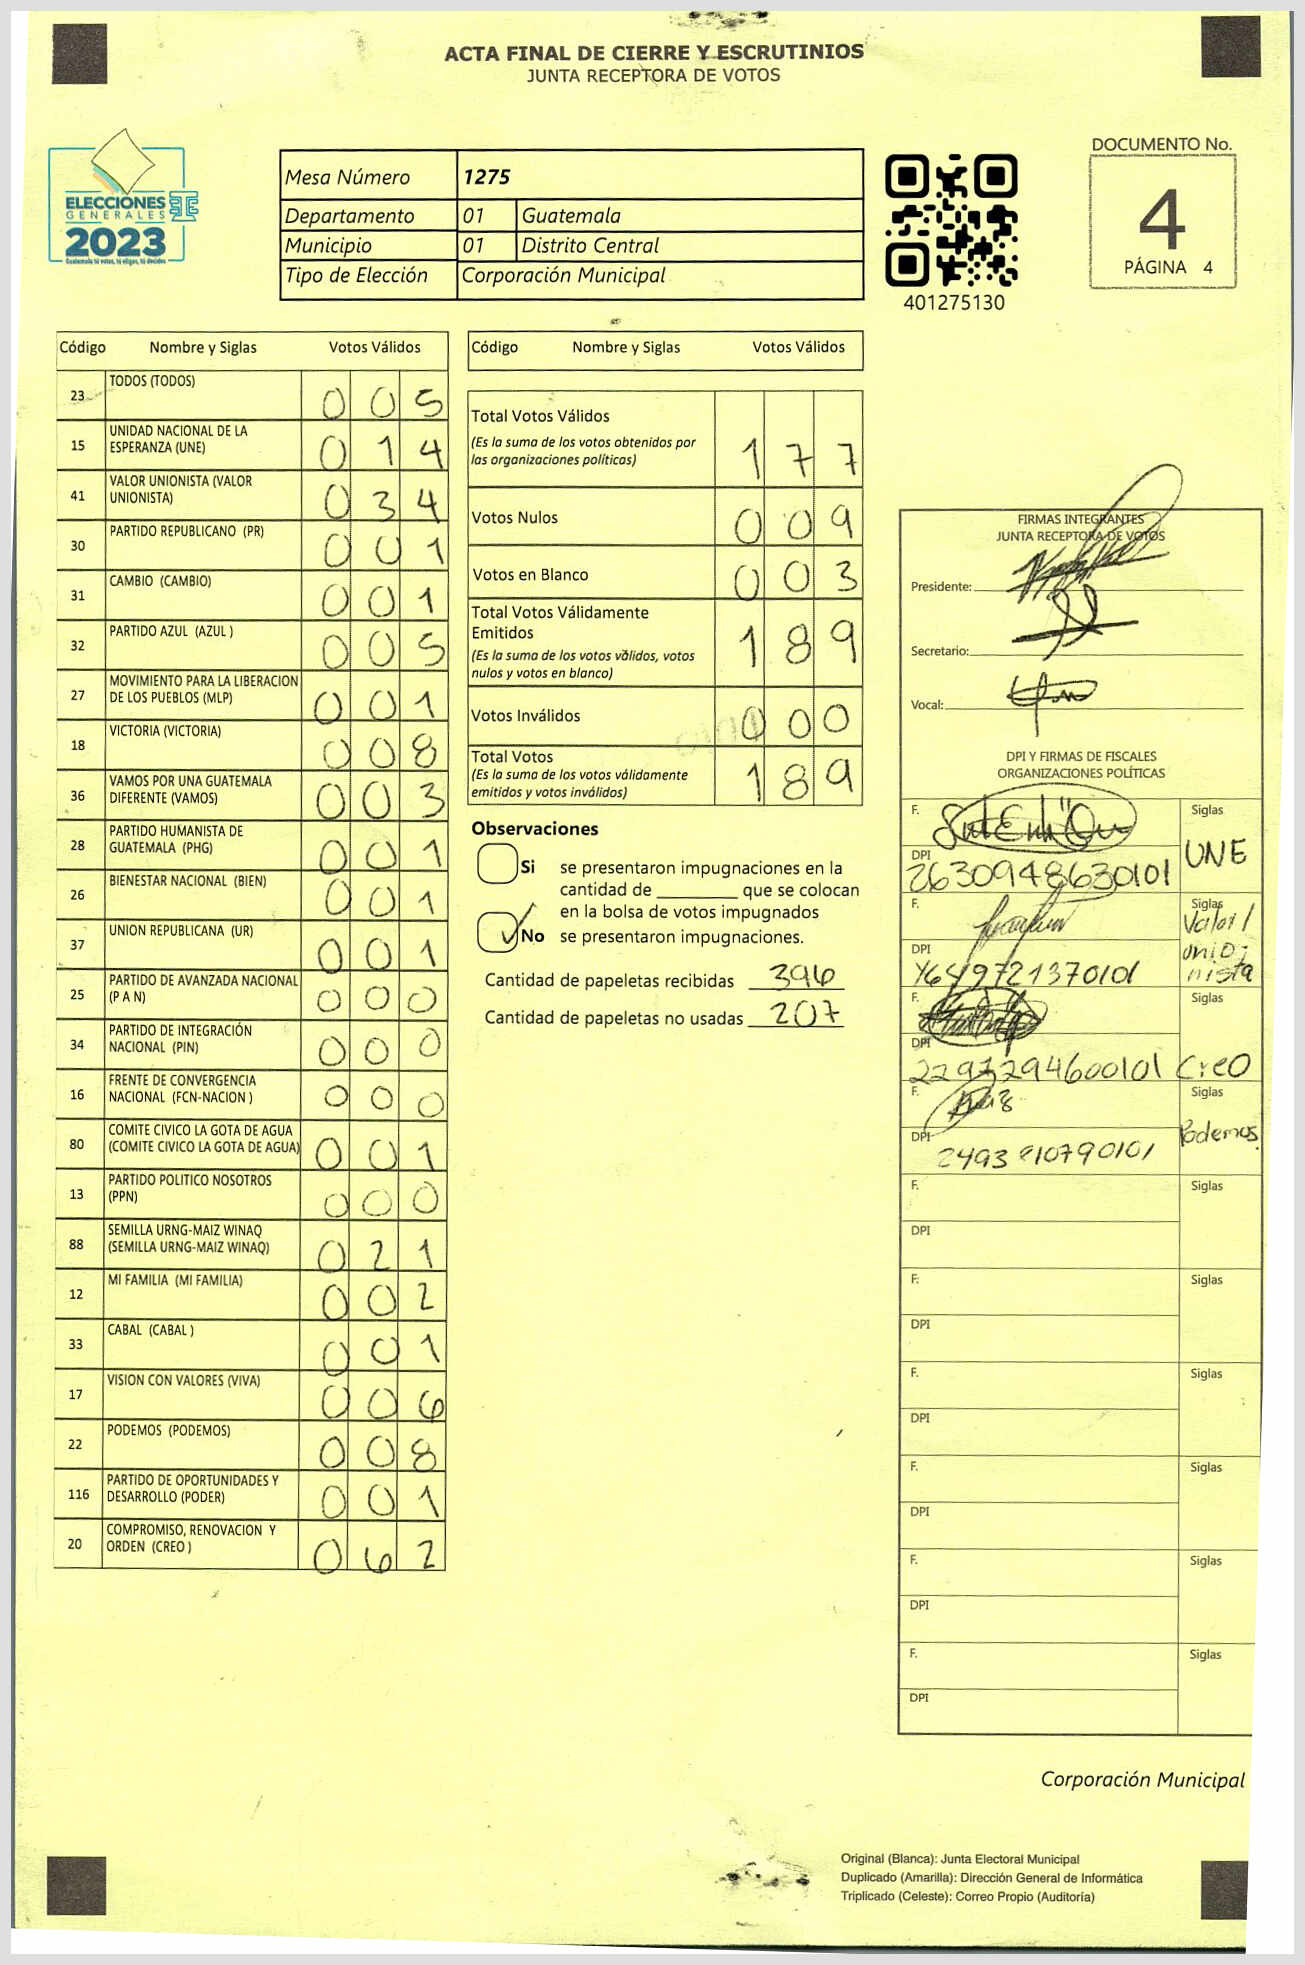 ACTA FINAL DE CIERRE Y ESCRUTINIOS
JUNTA RECEPTORA DE VOTOS
ELECCIONES
GENERALES
2023
Guatemala tú votas, tú eliges, tú decides
Mesa Número 1275
Departamento 01 Guatemala
Municipio 01 Distrito Central
Tipo de Elección Corporación Municipal
401275130
DOCUMENTO No.
4
PÁGINA 4
Código Nombre y Siglas Votos Válidos
23 TODOS (TODOS) 0 0 5
15 UNIDAD NACIONAL DE LA
ESPERANZA (UNE) 0 1 4
41 VALOR UNIONISTA (VALOR
UNIONISTA) 0 3 4
30 PARTIDO REPUBLICANO (PR) 0 0 1
31 CAMBIO (CAMBIO) 0 0 1
32 PARTIDO AZUL (AZUL ) 0 0 5
27 MOVIMIENTO PARA LA LIBERACION
DE LOS PUEBLOS (MLP) 0 0 1
18 VICTORIA (VICTORIA) 0 0 8
36 VAMOS POR UNA GUATEMALA
DIFERENTE (VAMOS) 0 0 3
28 PARTIDO HUMANISTA DE
GUATEMALA (PHG) 0 0 1
26 BIENESTAR NACIONAL (BIEN) 0 0 1
37 UNION REPUBLICANA (UR) 0 0 1
25 PARTIDO DE AVANZADA NACIONAL
(P A N) 0 0 0
34 PARTIDO DE INTEGRACIÓN
NACIONAL (PIN) 0 0 0
16 FRENTE DE CONVERGENCIA
NACIONAL (FCN-NACION ) 0 0 0
80 COMITE CIVICO LA GOTA DE AGUA
(COMITE CIVICO LA GOTA DE AGUA) 0 0 1
13 PARTIDO POLITICO NOSOTROS
(PPN) 0 0 0
88 SEMILLA URNG-MAIZ WINAQ
(SEMILLA URNG-MAIZ WINAQ) 0 2 1
12 MI FAMILIA (MI FAMILIA) 0 0 2
33 CABAL (CABAL ) 0 0 1
17 VISION CON VALORES (VIVA) 0 0 6
22 PODEMOS (PODEMOS) 0 0 8
116 PARTIDO DE OPORTUNIDADES Y
DESARROLLO (PODER) 0 0 1
20 COMPROMISO, RENOVACION Y
ORDEN (CREO ) 0 6 2
Código Nombre y Siglas Votos Válidos
Total Votos Válidos
(Es la suma de los votos obtenidos por
las organizaciones políticas) 1 7 7
Votos Nulos 0 0 9
Votos en Blanco 0 0 3
Total Votos Válidamente
Emitidos 1 8 9
(Es la suma de los votos válidos, votos
nulos y votos en blanco)
Votos Inválidos 0 0 0
Total Votos
(Es la suma de los votos válidamente
emitidos y votos inválidos) 1 8 9
Observaciones
Si se presentaron impugnaciones en la
cantidad de ________ que se colocan
en la bolsa de votos impugnados
No se presentaron impugnaciones.
Cantidad de papeletas recibidas 396
Cantidad de papeletas no usadas 207
FIRMAS INTEGRANTES
JUNTA RECEPTORA DE VOTOS
Presidente:
Secretario:
Vocal:
DPI Y FIRMAS DE FISCALES
ORGANIZACIONES POLÍTICAS
F. Siglas
UNE
DPI 2630948630101
F. Siglas
Valor/
unio-
nista
DPI
F. Siglas
DPI
2297294600101 CreO
F. Siglas
Podemos
DPI
F. Siglas
DPI
F. Siglas
DPI
F. Siglas
DPI
F. Siglas
DPI
F. Siglas
DPI
F. Siglas
DPI
Corporación Municipal
Original (Blanca): Junta Electoral Municipal
Duplicado (Amarilla): Dirección General de Informática
Triplicado (Celeste): Correo Propio (Auditoría)